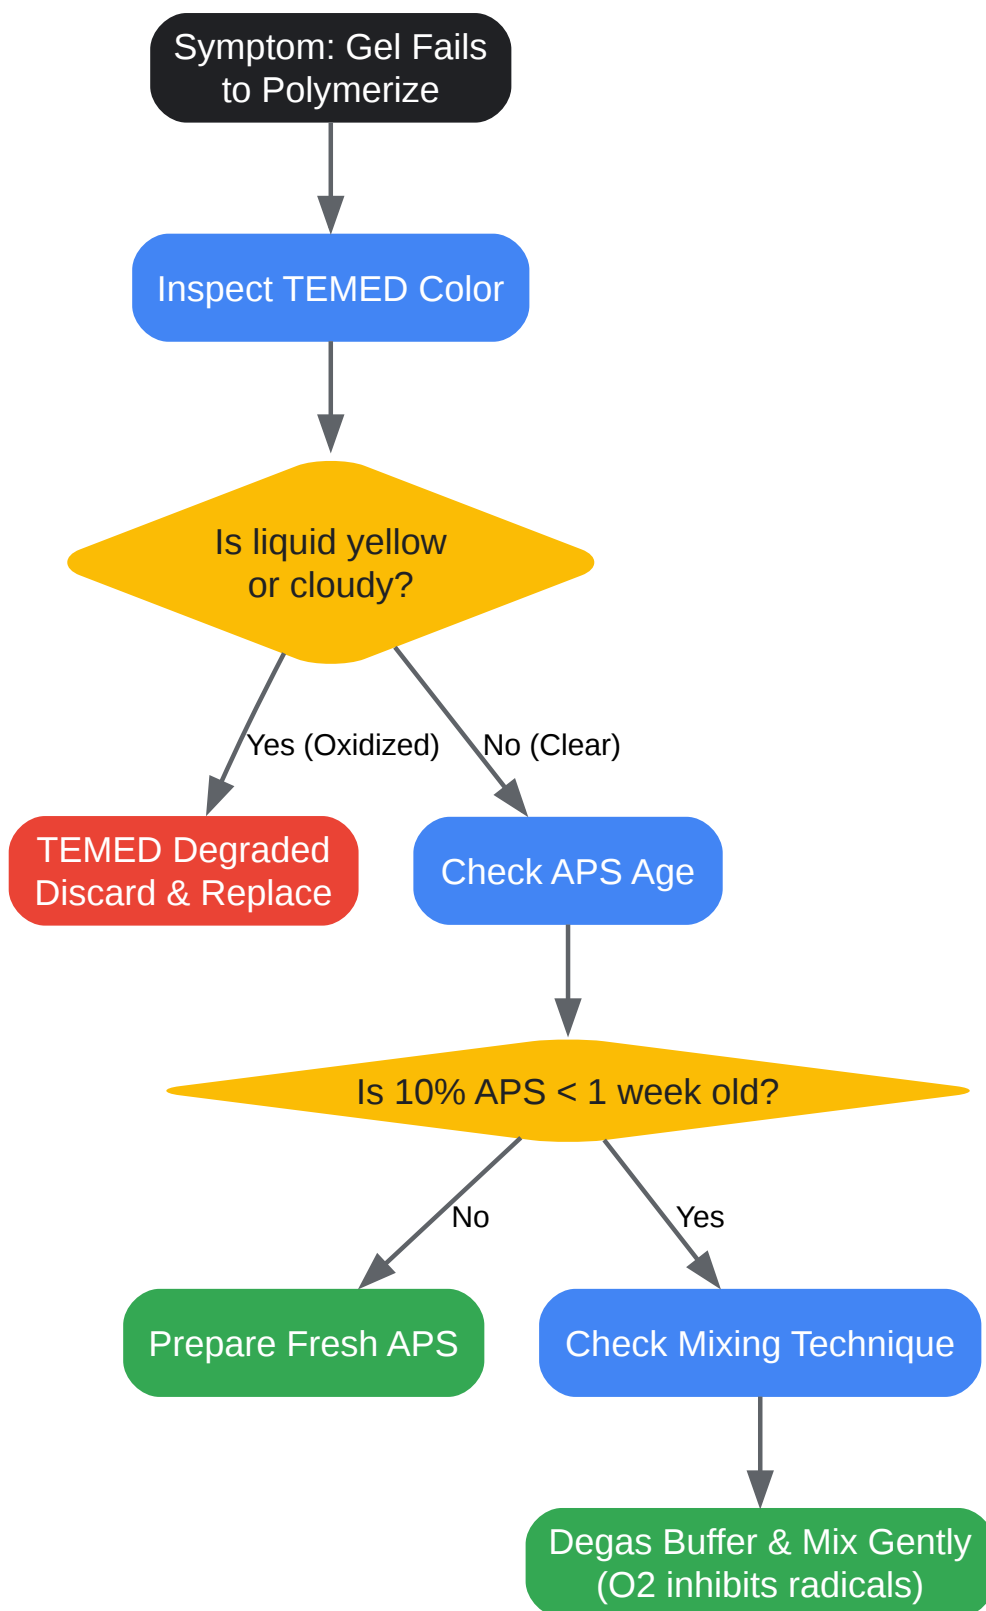 Symptom: Gel Fails
to Polymerize
Inspect TEMED Color
Is liquid yellow
or cloudy?
Yes (Oxidized)
No (Clear)
TEMED Degraded
Discard & Replace
Check APS Age
Is 10% APS < 1 week old?
No
Yes
Prepare Fresh APS
Check Mixing Technique
Degas Buffer & Mix Gently
(O2 inhibits radicals)